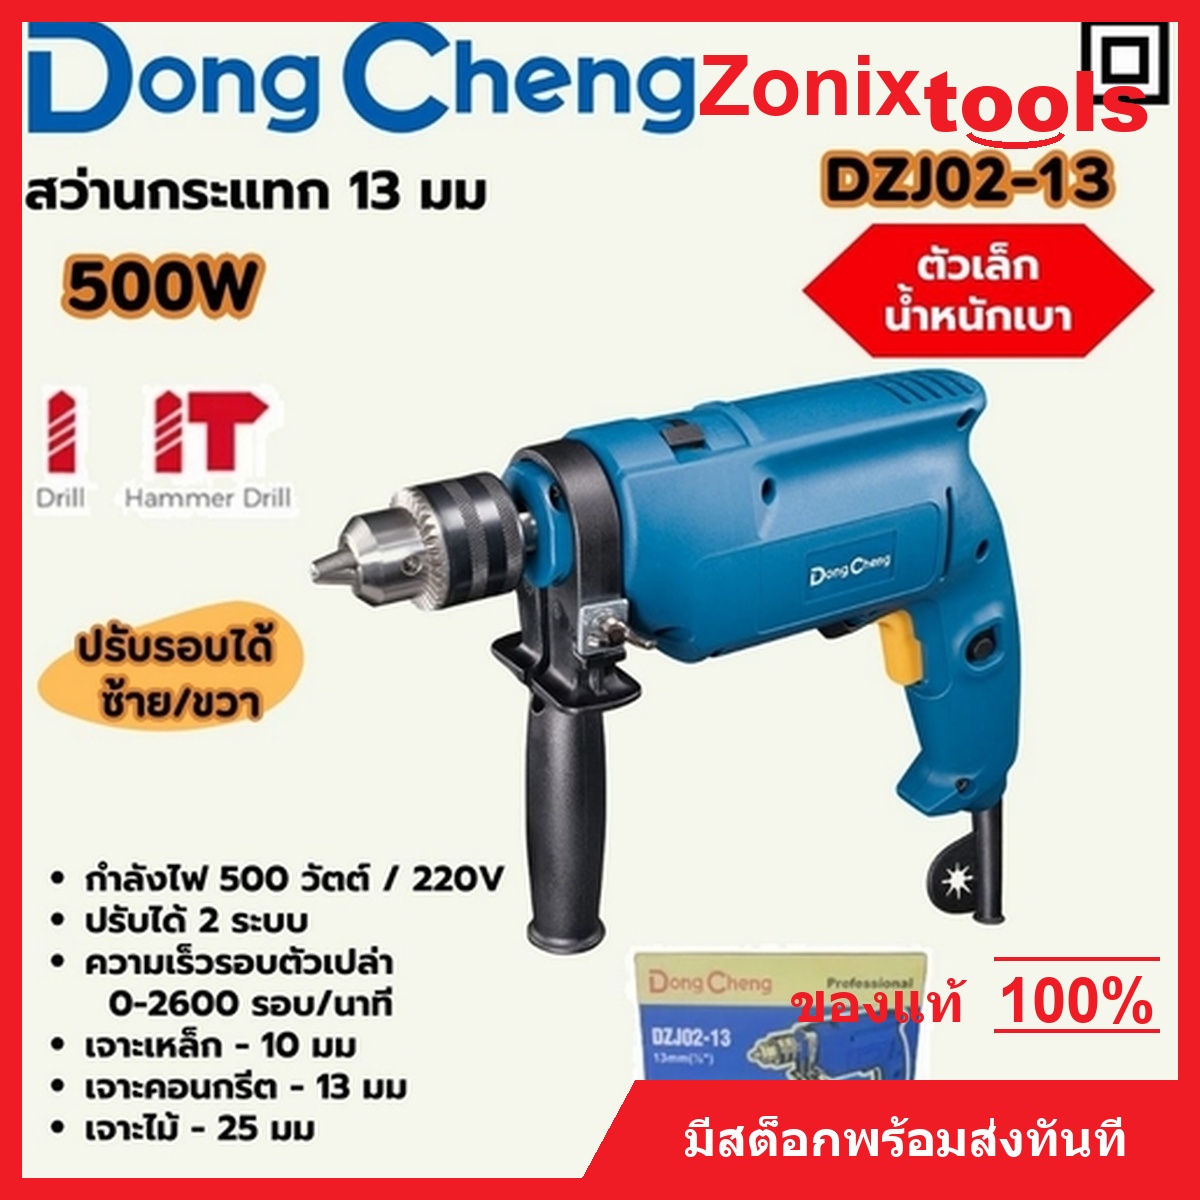 Dong Cheng
Zonixtools
สว่านกระแทก 13 มม
DZJ02-13
500W
ตัวเล็ก
น้ำหนักเบา
Drill
Hammer Drill
Dong Cheng
ปรับรอบได้
ซ้าย/ขวา
• กำลังไฟ 500 วัตต์ / 220V
• ปรับได้ 2 ระบบ
• ความเร็วรอบตัวเปล่า
0-2600 รอบ/นาที
• เจาะเหล็ก - 10 มม
• เจาะคอนกรีต - 13 มม
• เจาะไม้ - 25 มม
Dong Cheng
Professional
DZJ02-13
13mm(½")
ของแท้ 100%
มีสต็อกพร้อมส่งทันที